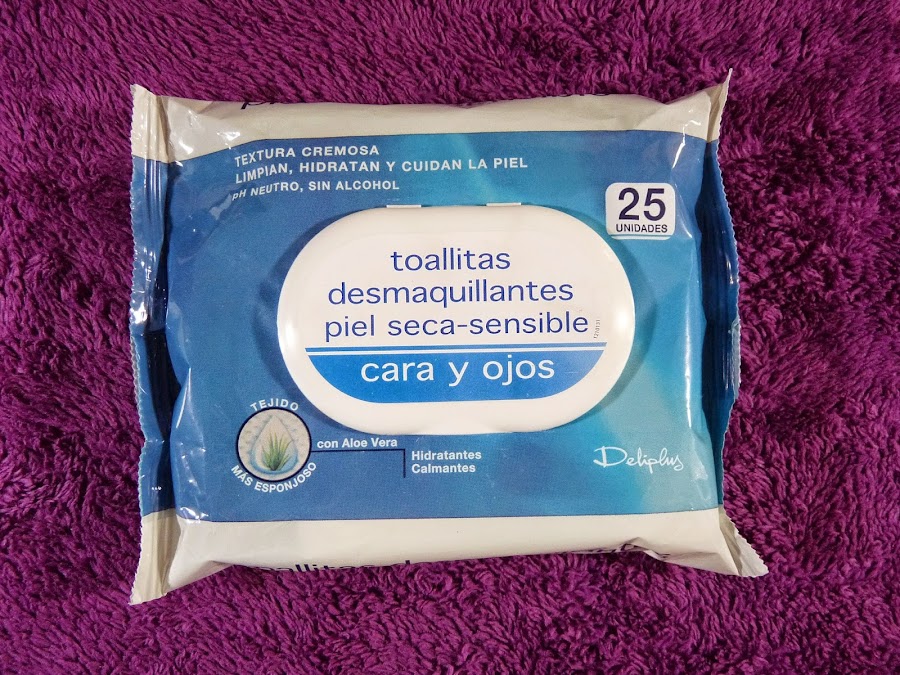 TEXTURA CREMOSA
LIMPIAN, HIDRATAN Y CUIDAN LA PIEL
pH NEUTRO, SIN ALCOHOL
25
UNIDADES
toallitas
desmaquillantes
piel seca-sensible
cara y ojos
TEJIDO
MÁS ESPONJOSO
con Aloe Vera
Hidratantes
Calmantes
Deliplus